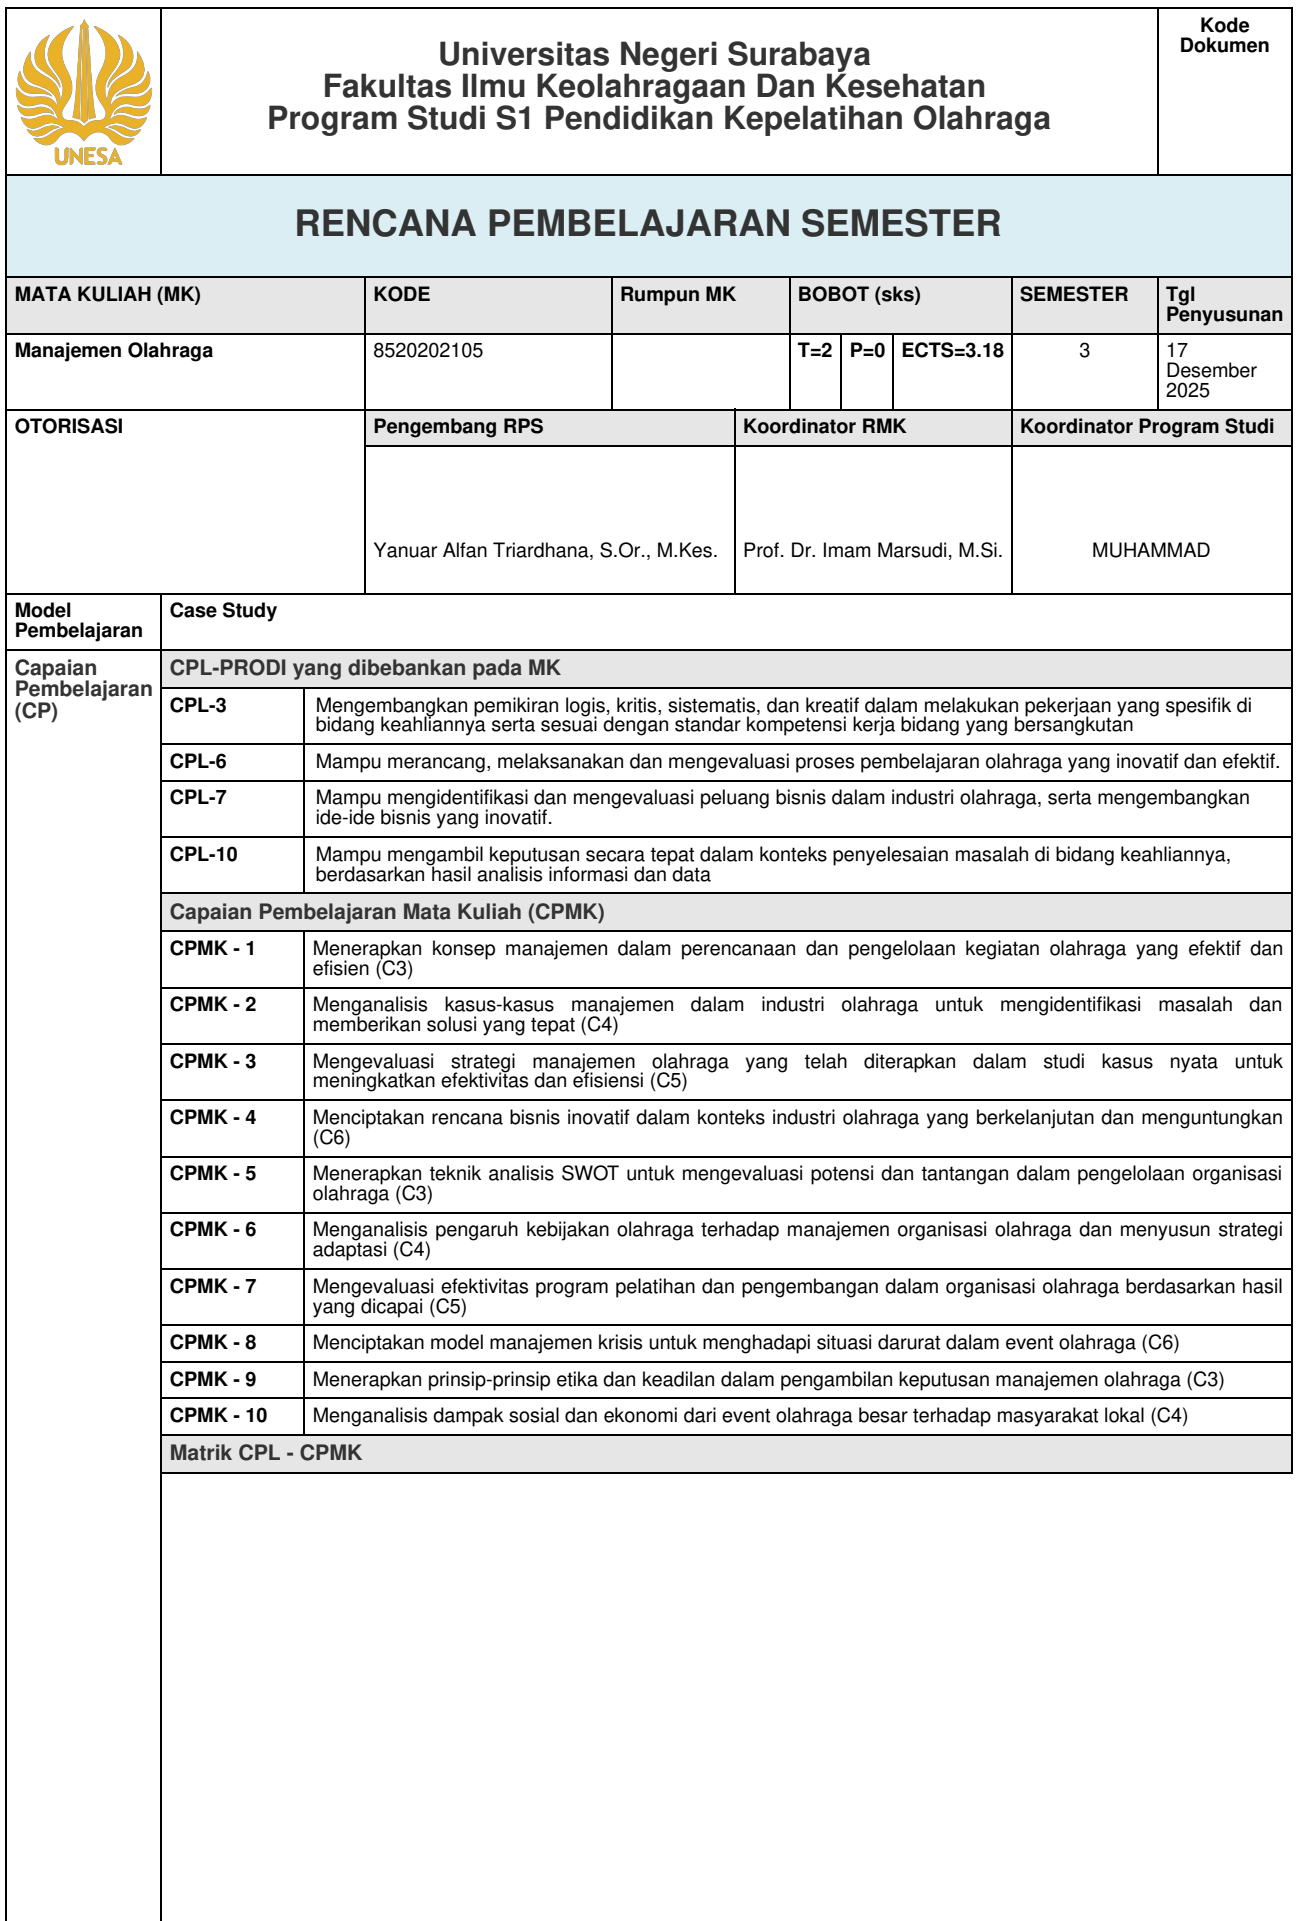 UNESA
Universitas Negeri Surabaya
Fakultas Ilmu Keolahragaan Dan Kesehatan
Program Studi S1 Pendidikan Kepelatihan Olahraga
Kode
Dokumen
RENCANA PEMBELAJARAN SEMESTER
MATA KULIAH (MK) KODE Rumpun MK BOBOT (sks) SEMESTER Tgl
Penyusunan
Manajemen Olahraga 8520202105 T=2 P=0 ECTS=3.18 3 17
Desember
2025
OTORISASI Pengembang RPS Koordinator RMK Koordinator Program Studi
Yanuar Alfan Triardhana, S.Or., M.Kes. Prof. Dr. Imam Marsudi, M.Si. MUHAMMAD
Model
Pembelajaran
Case Study
Capaian
Pembelajaran
(CP)
CPL-PRODI yang dibebankan pada MK
CPL-3 Mengembangkan pemikiran logis, kritis, sistematis, dan kreatif dalam melakukan pekerjaan yang spesifik di
bidang keahliannya serta sesuai dengan standar kompetensi kerja bidang yang bersangkutan
CPL-6 Mampu merancang, melaksanakan dan mengevaluasi proses pembelajaran olahraga yang inovatif dan efektif.
CPL-7 Mampu mengidentifikasi dan mengevaluasi peluang bisnis dalam industri olahraga, serta mengembangkan
ide-ide bisnis yang inovatif.
CPL-10 Mampu mengambil keputusan secara tepat dalam konteks penyelesaian masalah di bidang keahliannya,
berdasarkan hasil analisis informasi dan data
Capaian Pembelajaran Mata Kuliah (CPMK)
CPMK - 1 Menerapkan konsep manajemen dalam perencanaan dan pengelolaan kegiatan olahraga yang efektif dan
efisien (C3)
CPMK - 2 Menganalisis kasus-kasus manajemen dalam industri olahraga untuk mengidentifikasi masalah dan
memberikan solusi yang tepat (C4)
CPMK - 3 Mengevaluasi strategi manajemen olahraga yang telah diterapkan dalam studi kasus nyata untuk
meningkatkan efektivitas dan efisiensi (C5)
CPMK - 4 Menciptakan rencana bisnis inovatif dalam konteks industri olahraga yang berkelanjutan dan menguntungkan
(C6)
CPMK - 5 Menerapkan teknik analisis SWOT untuk mengevaluasi potensi dan tantangan dalam pengelolaan organisasi
olahraga (C3)
CPMK - 6 Menganalisis pengaruh kebijakan olahraga terhadap manajemen organisasi olahraga dan menyusun strategi
adaptasi (C4)
CPMK - 7 Mengevaluasi efektivitas program pelatihan dan pengembangan dalam organisasi olahraga berdasarkan hasil
yang dicapai (C5)
CPMK - 8 Menciptakan model manajemen krisis untuk menghadapi situasi darurat dalam event olahraga (C6)
CPMK - 9 Menerapkan prinsip-prinsip etika dan keadilan dalam pengambilan keputusan manajemen olahraga (C3)
CPMK - 10 Menganalisis dampak sosial dan ekonomi dari event olahraga besar terhadap masyarakat lokal (C4)
Matrik CPL - CPMK